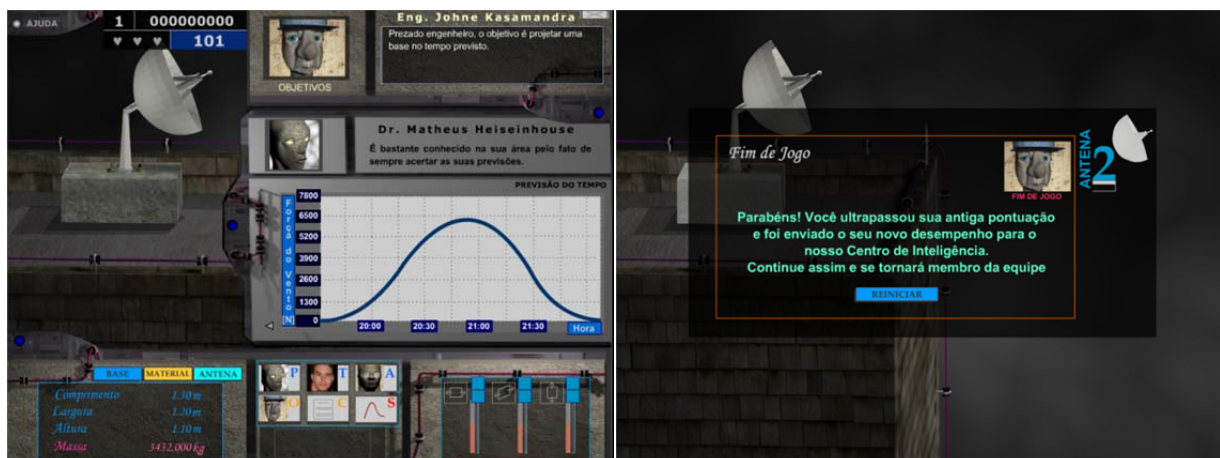 AJUDA
1 000000000
101
OBJETIVOS
Eng. Johne Kasamandra
Prezado engenheiro, o objetivo é projetar uma
base no tempo previsto.
Dr. Matheus Heiseinhouse
É bastante conhecido na sua área pelo fato de
sempre acertar as suas previsões.
PREVISÃO DO TEMPO
Força do Vento [N]
7800
6500
5200
3900
2600
1300
0
20:00 20:30 21:00 21:30 Hora
BASE MATERIAL ANTENA
Comprimento 1.30 m
Largura 1.20 m
Altura 1.10 m
Massa 3432.000 kg
P T A
O C S
Fim de Jogo
FIM DE JOGO
ANTENA 2
Parabéns! Você ultrapassou sua antiga pontuação
e foi enviado o seu novo desempenho para o
nosso Centro de Inteligência.
Continue assim e se tornará membro da equipe
REINICIAR